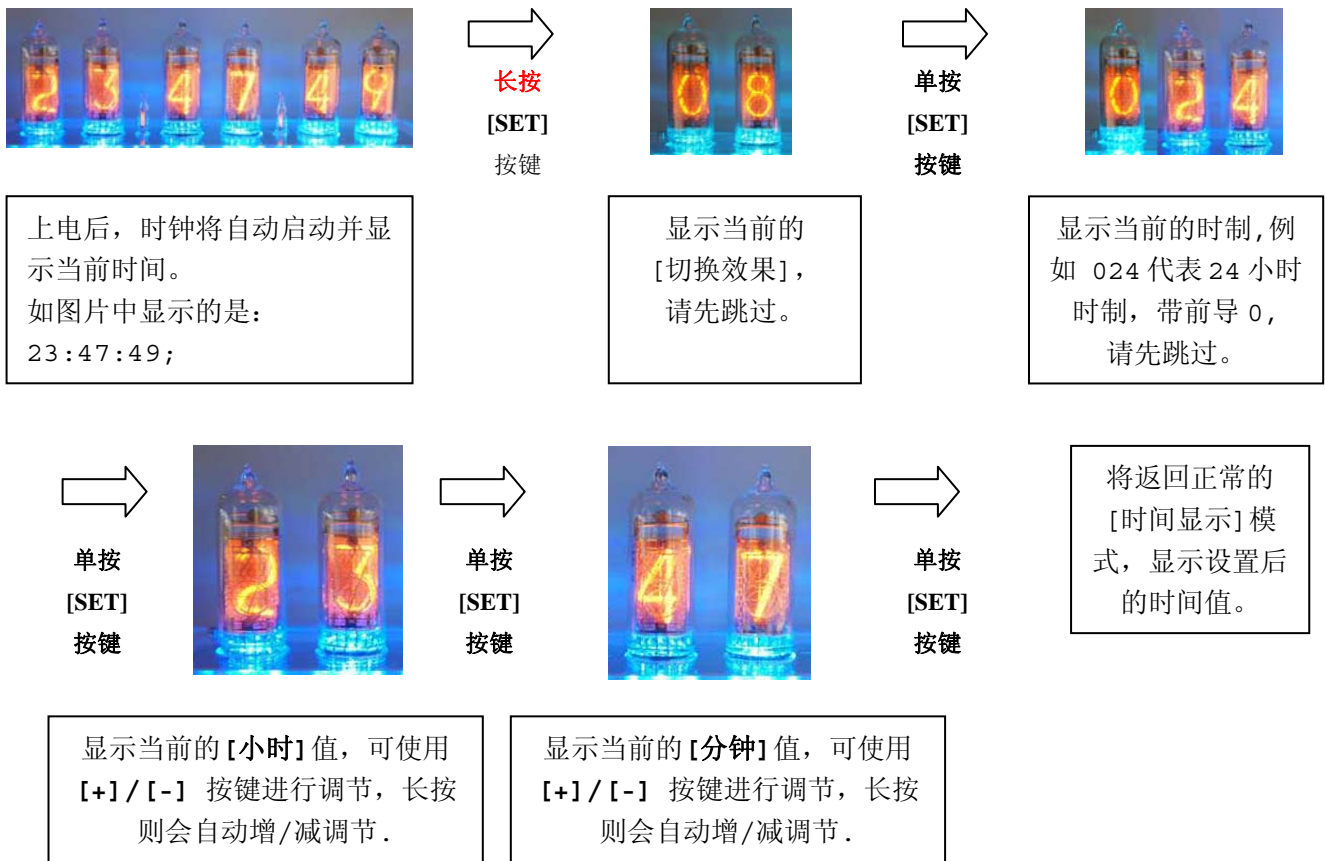 23 47 49
长按
[SET]
按键
08
单按
[SET]
按键
024
上电后，时钟将自动启动并显
示当前时间。
如图片中显示的是：
23:47:49;
显示当前的
[切换效果]，
请先跳过。
显示当前的时制,例
如 024 代表 24 小时
时制，带前导 0,
请先跳过。
单按
[SET]
按键
23
单按
[SET]
按键
47
单按
[SET]
按键
将返回正常的
[时间显示]模
式，显示设置后
的时间值。
显示当前的[小时]值，可使用
[+]/[-] 按键进行调节，长按
则会自动增/减调节.
显示当前的[分钟]值，可使用
[+]/[-] 按键进行调节，长按
则会自动增/减调节.